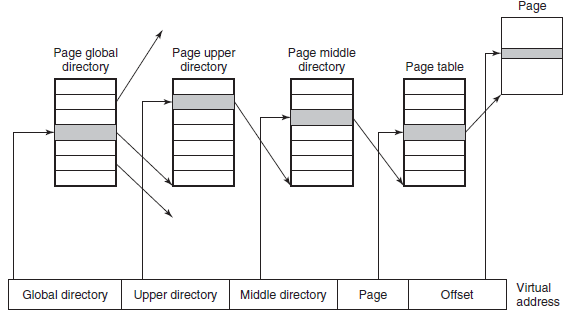 Page
Page global
directory
Page upper
directory
Page middle
directory
Page table
Global directory
Upper directory
Middle directory
Page
Offset
Virtual
address